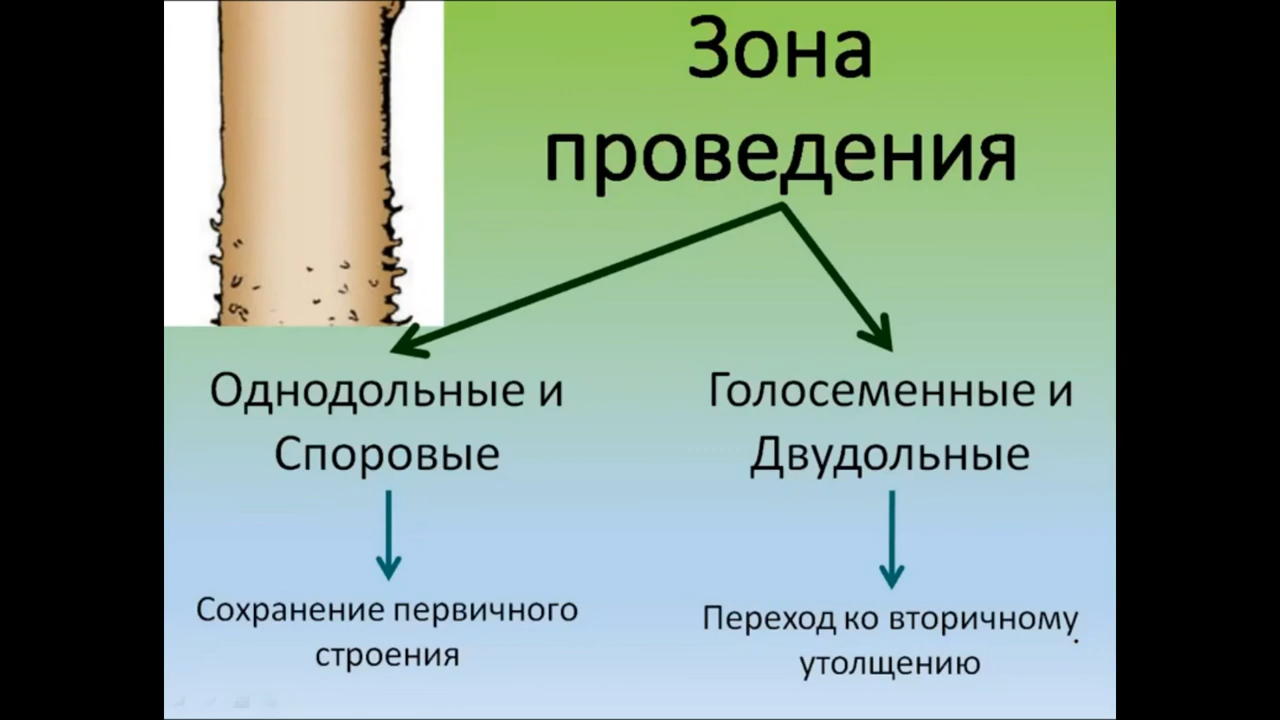 Зона
проведения
Однодольные и
Споровые
Голосеменные и
Двудольные
Сохранение первичного
строения
Переход ко вторичному
утолщению